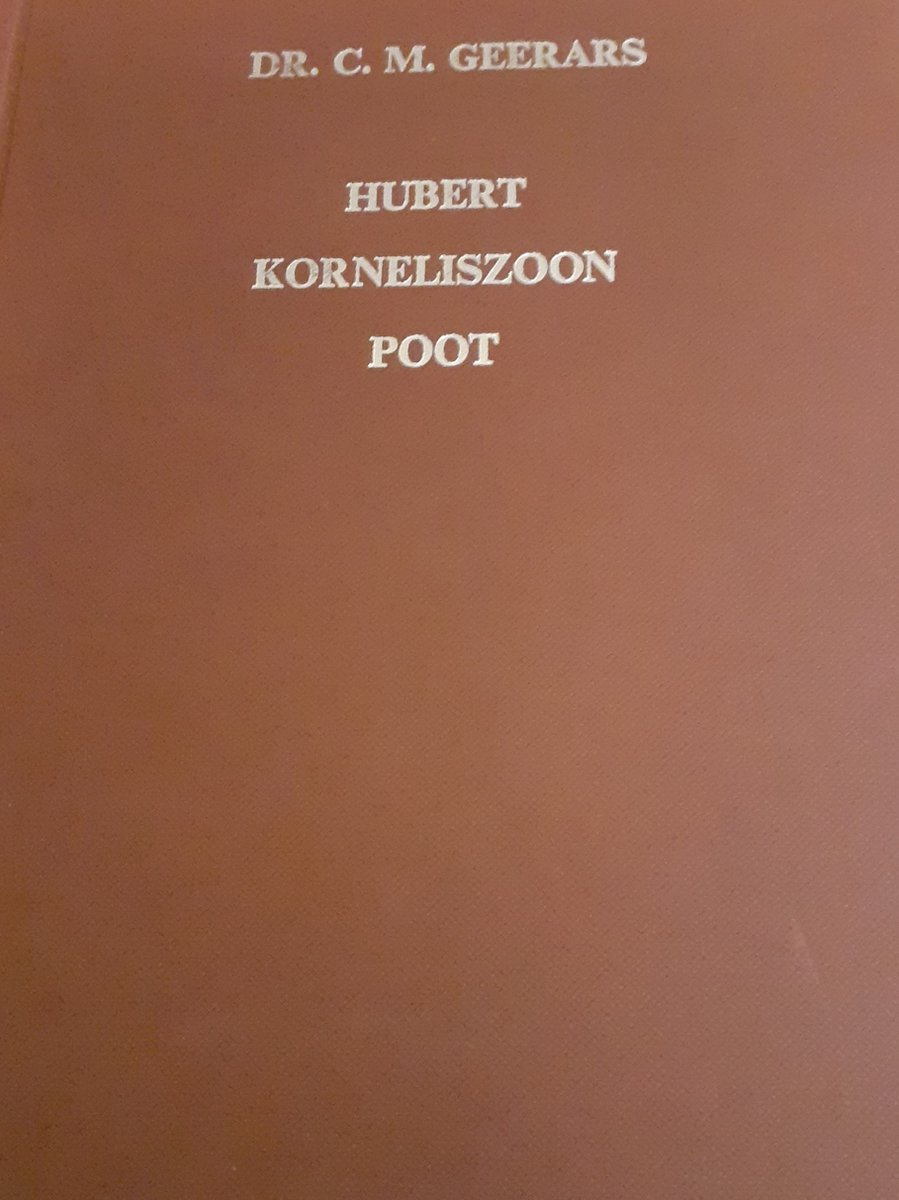 DR. C. M. GEERARS
HUBERT
KORNELISZOON
POOT